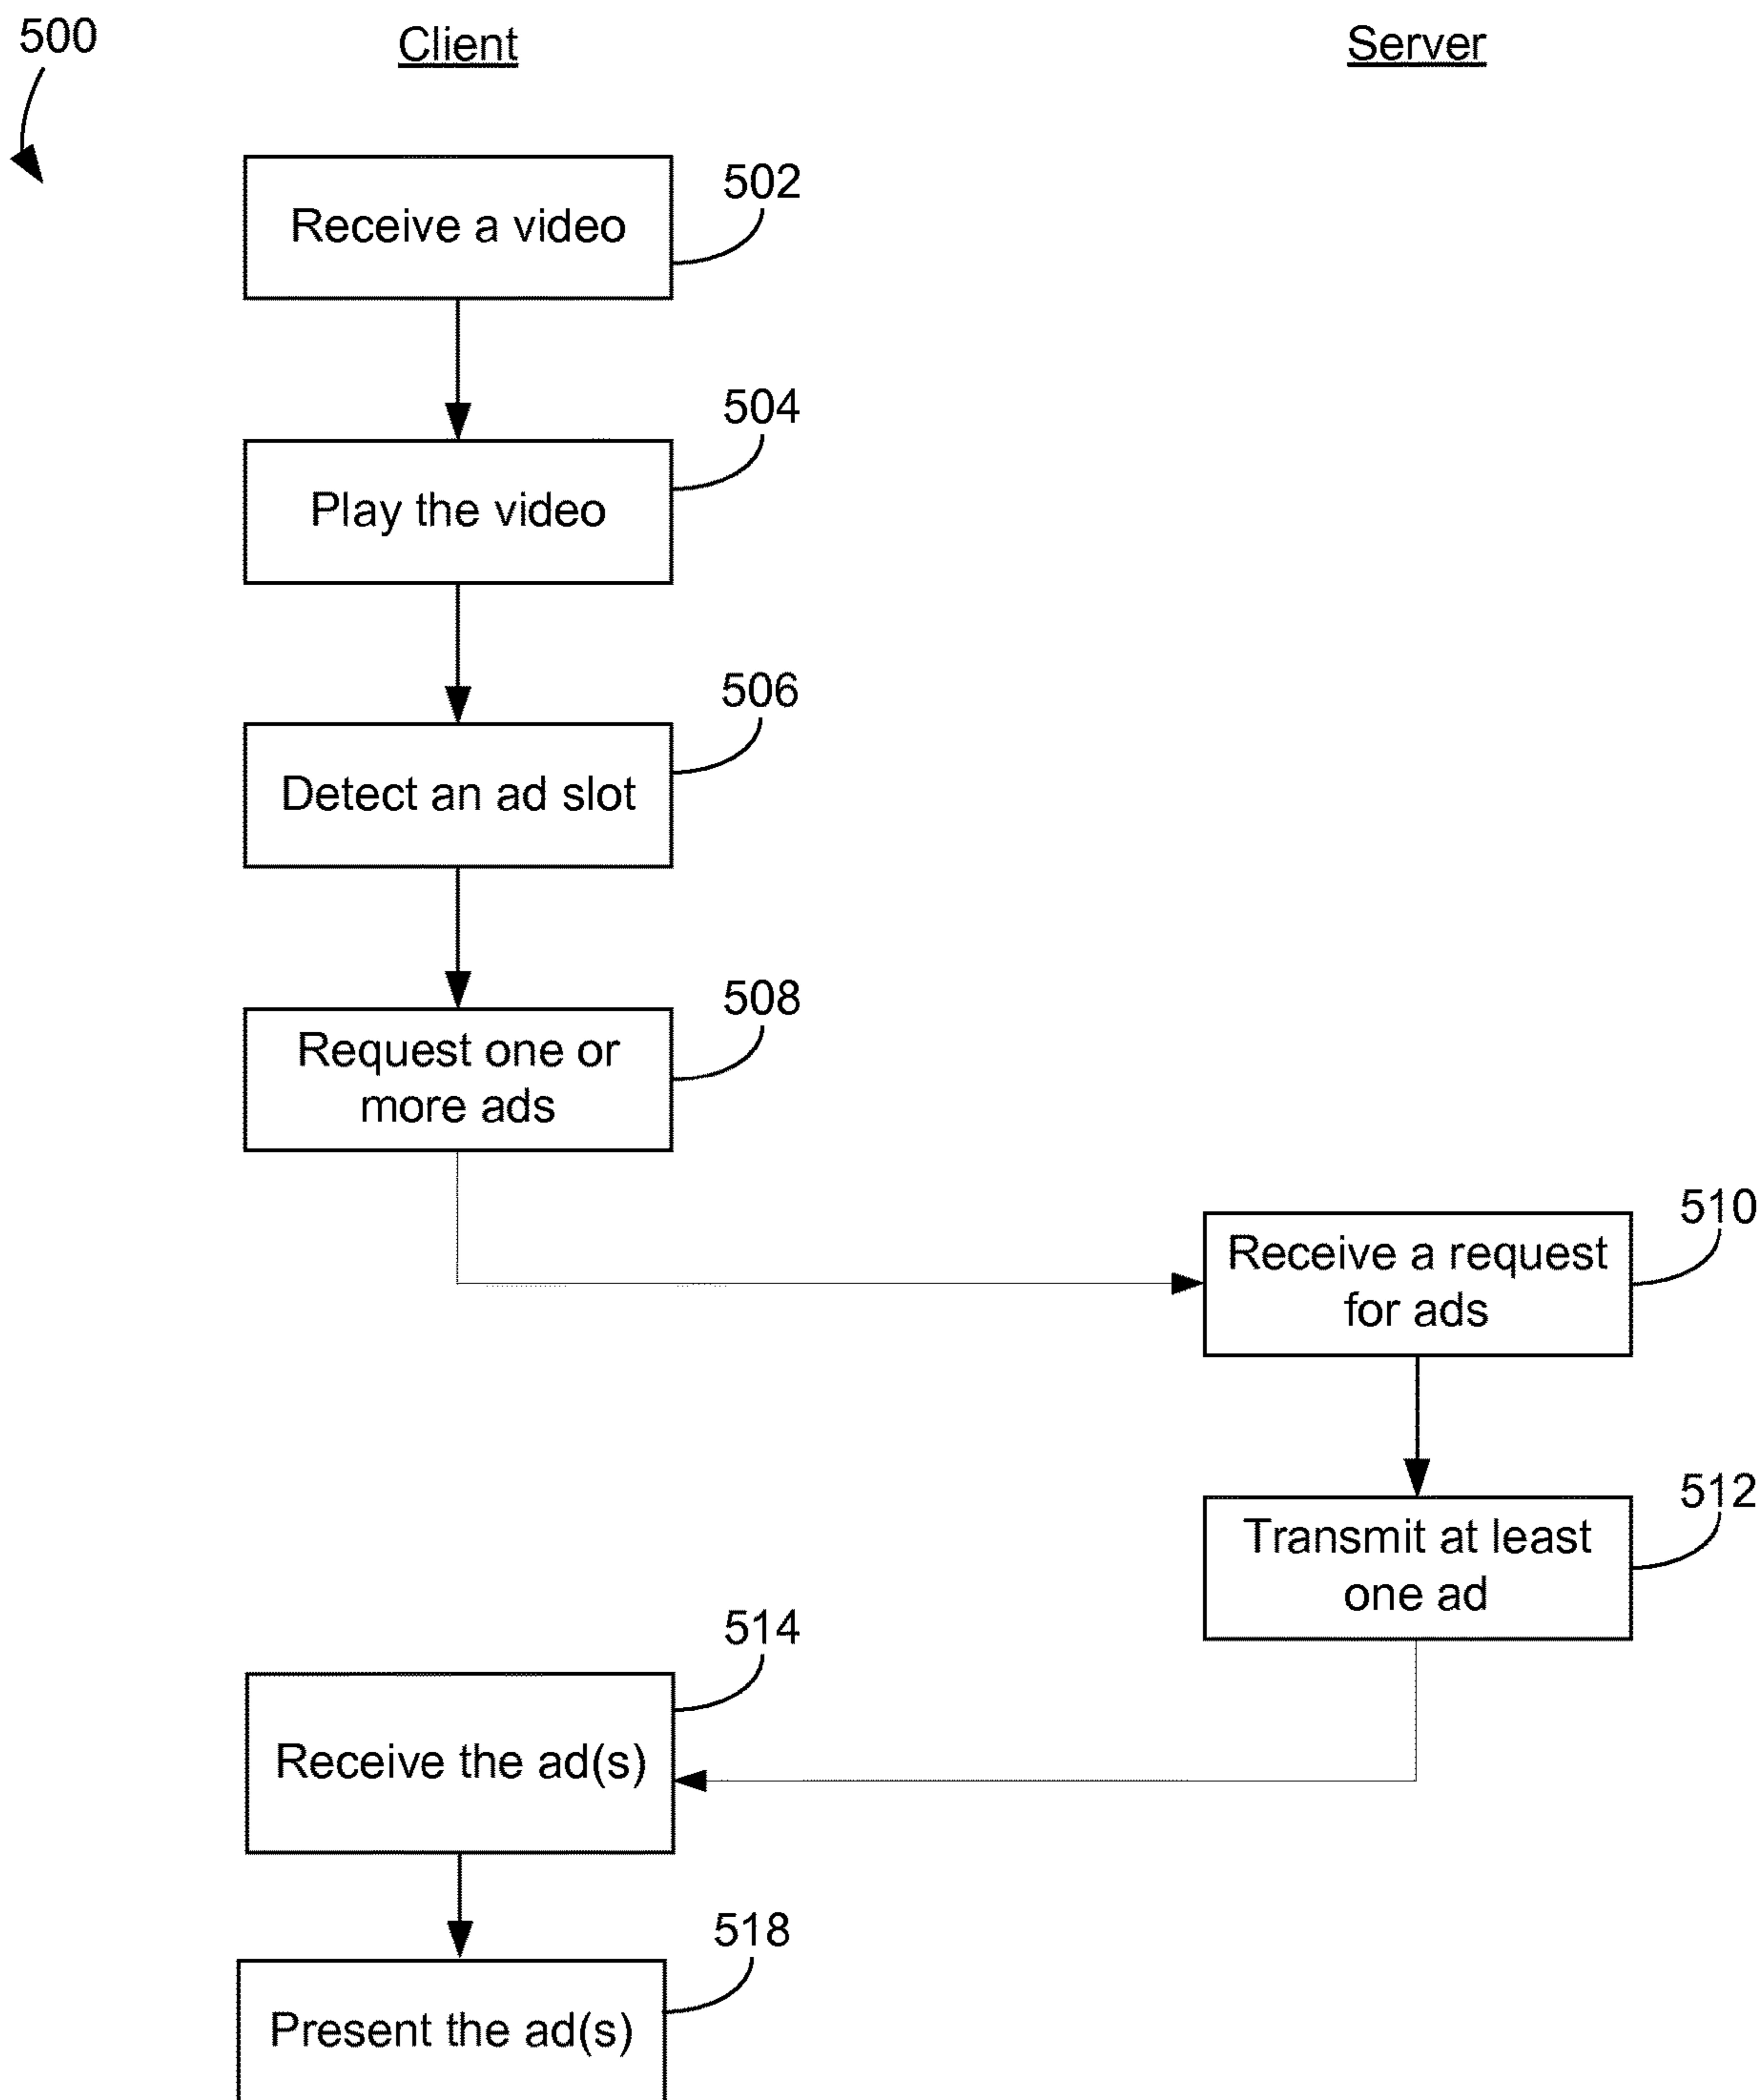 500
Client
Server
502
Receive a video
504
Play the video
506
Detect an ad slot
508
Request one or
more ads
510
Receive a request
for ads
512
Transmit at least
one ad
514
Receive the ad(s)
518
Present the ad(s)